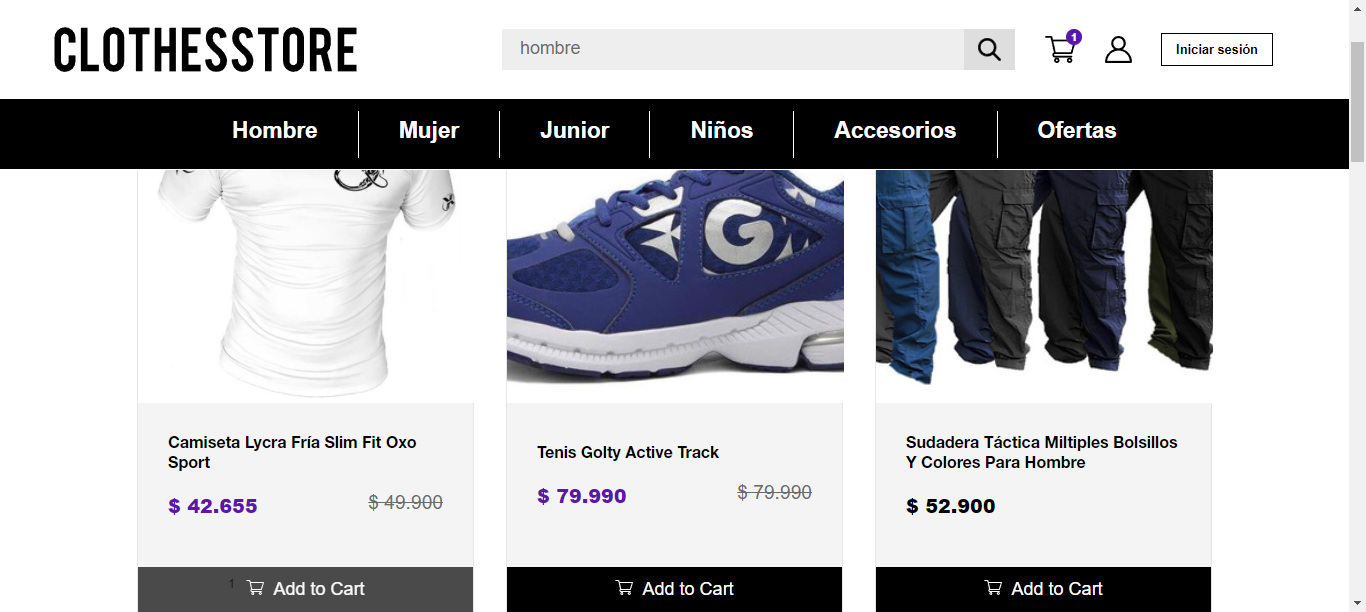 CLOTHESSTORE
hombre
1
Iniciar sesión
Hombre
Mujer
Junior
Niños
Accesorios
Ofertas
G
Camiseta Lycra Fría Slim Fit Oxo
Sport
$ 42.655
$ 49.900
1 Add to Cart
Tenis Golty Active Track
$ 79.990
$ 79.990
Add to Cart
Sudadera Táctica Miltiples Bolsillos
Y Colores Para Hombre
$ 52.900
Add to Cart